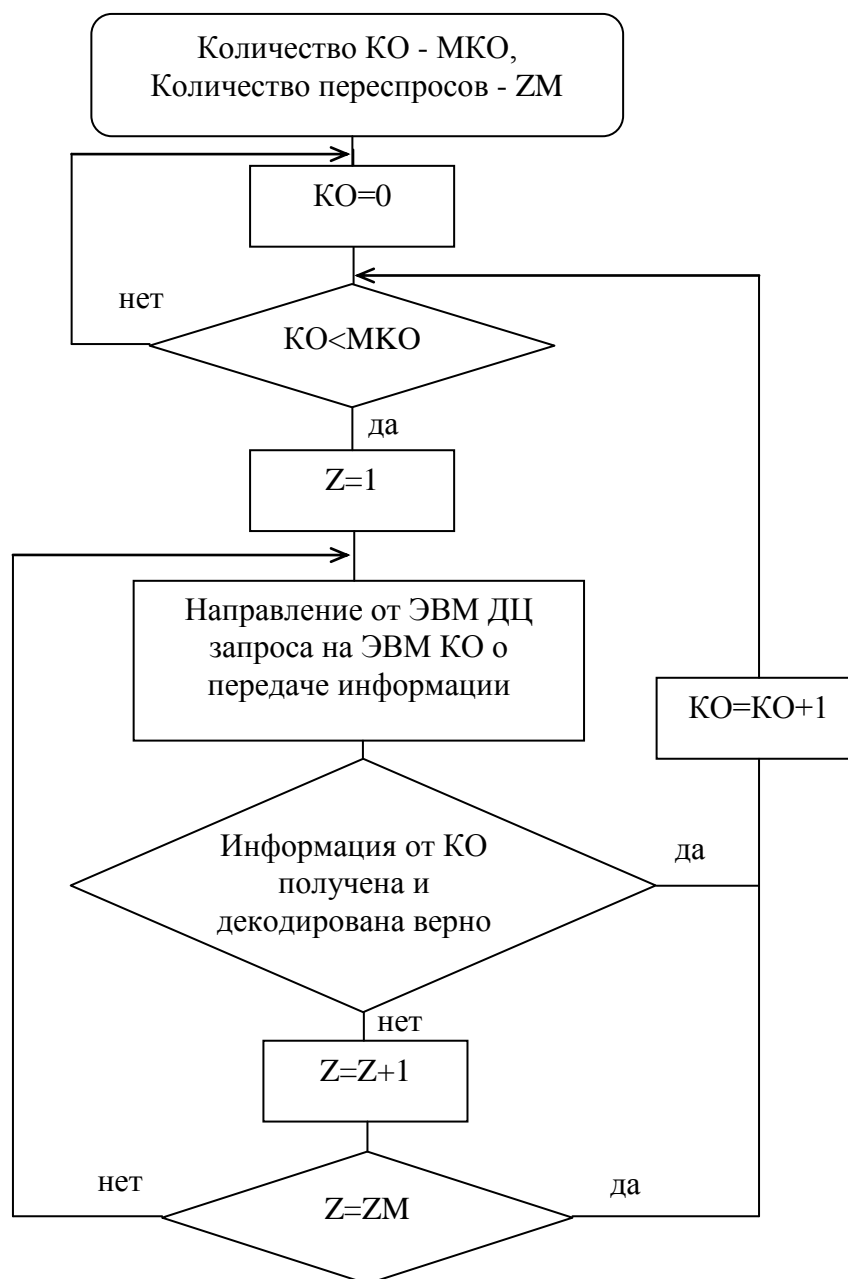 Количество КО - МКО,
Количество переспросов - ZM
КО=0
нет
КО<МКО
да
Z=1
Направление от ЭВМ ДЦ
запроса на ЭВМ КО о
передаче информации
КО=КО+1
Информация от КО
получена и
декодирована верно
да
нет
Z=Z+1
нет
Z=ZM
да